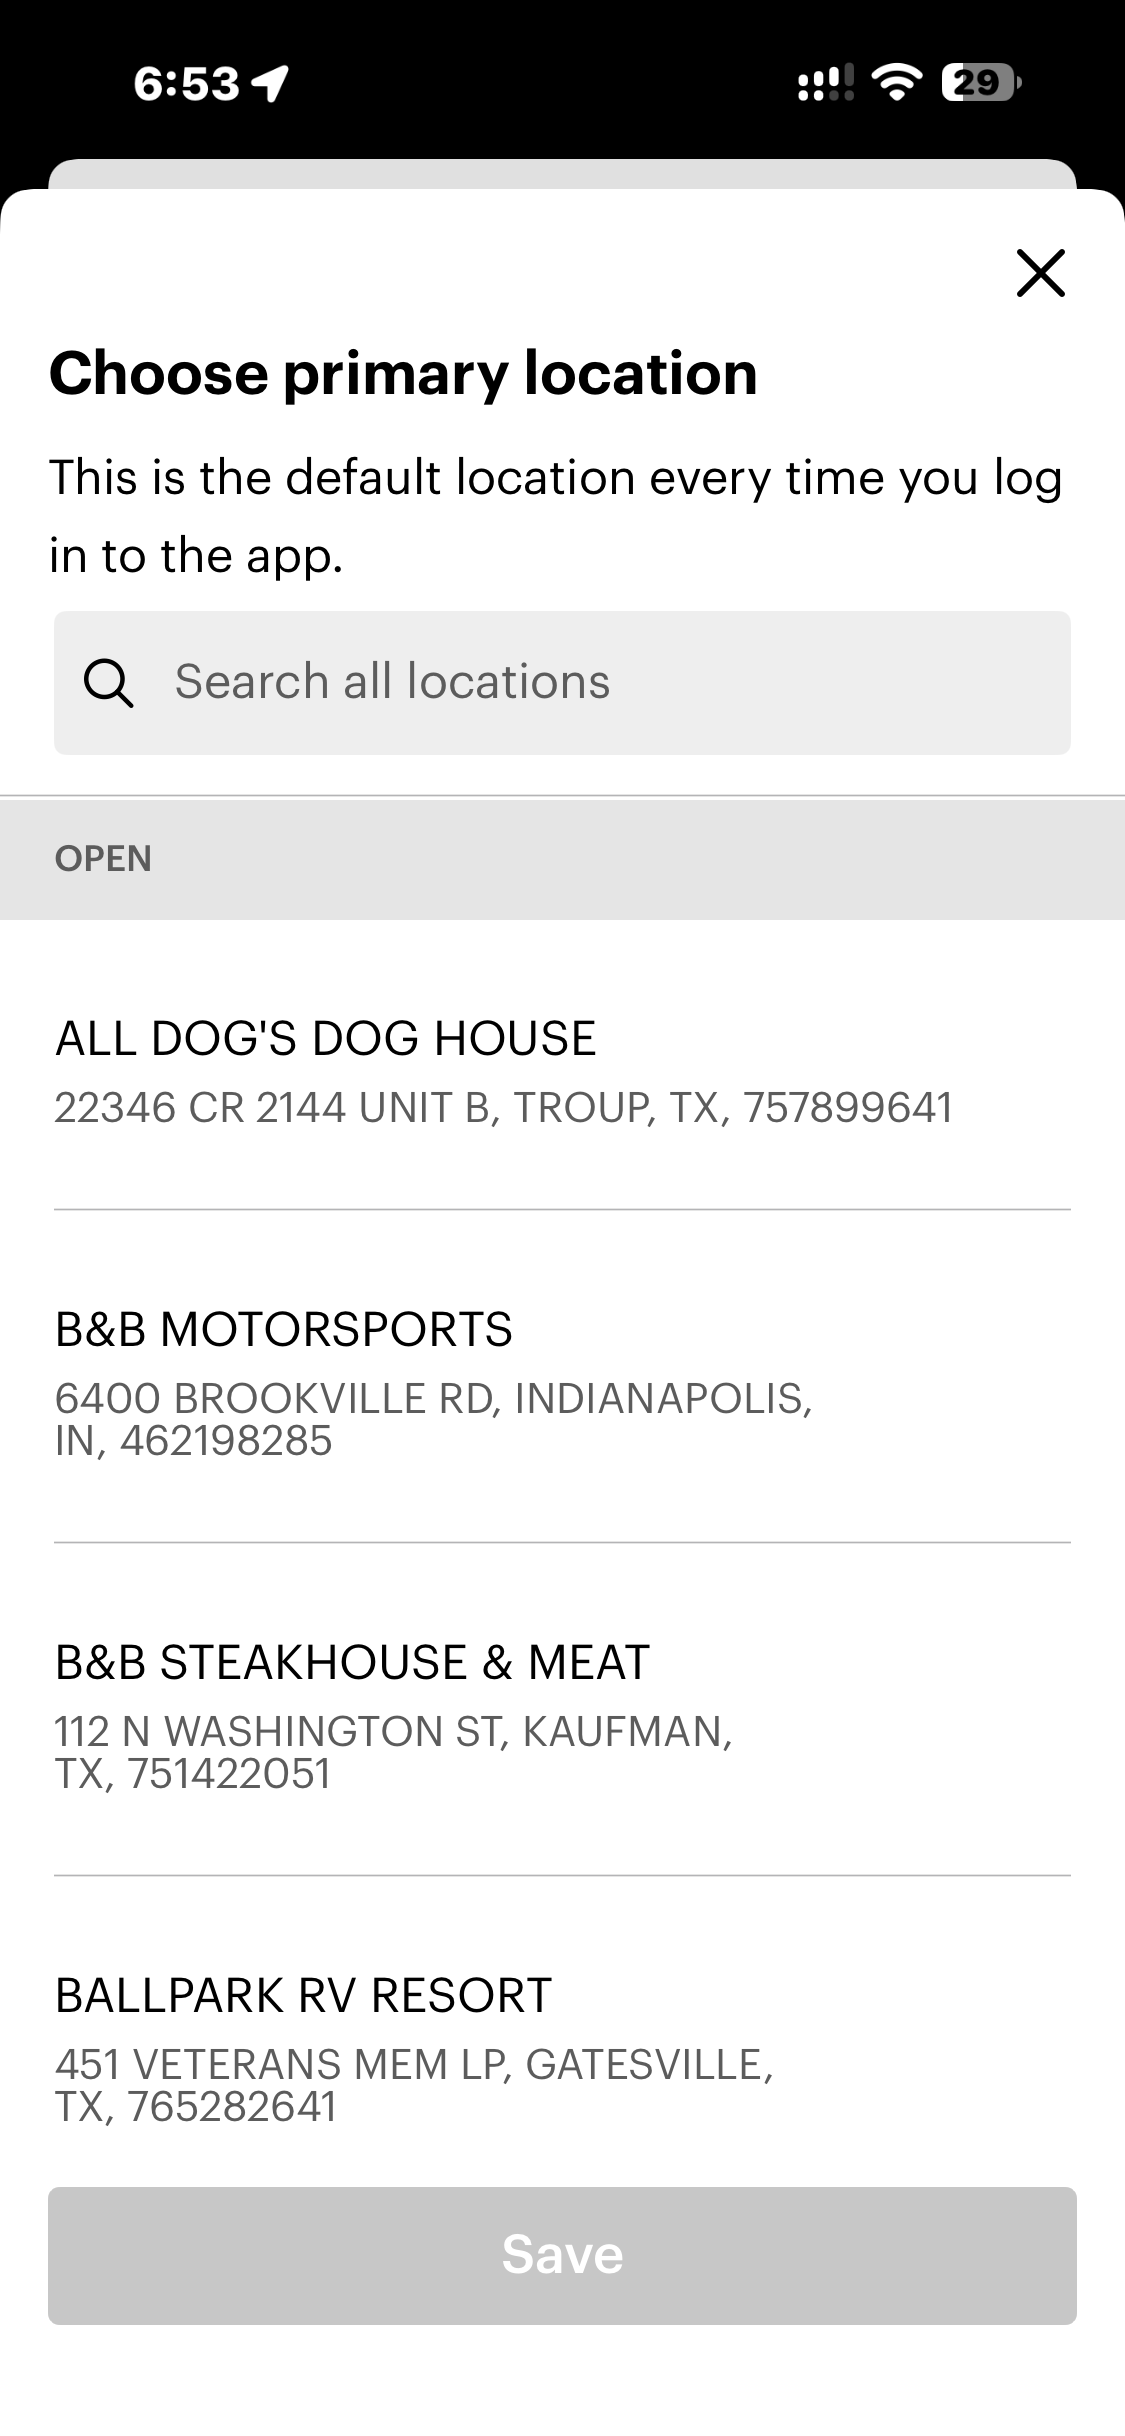 6:53
29
Choose primary location
This is the default location every time you log
in to the app.
Search all locations
OPEN
ALL DOG'S DOG HOUSE
22346 CR 2144 UNIT B, TROUP, TX, 757899641
B&B MOTORSPORTS
6400 BROOKVILLE RD, INDIANAPOLIS,
IN, 462198285
B&B STEAKHOUSE & MEAT
112 N WASHINGTON ST, KAUFMAN,
TX, 751422051
BALLPARK RV RESORT
451 VETERANS MEM LP, GATESVILLE,
TX, 765282641
Save